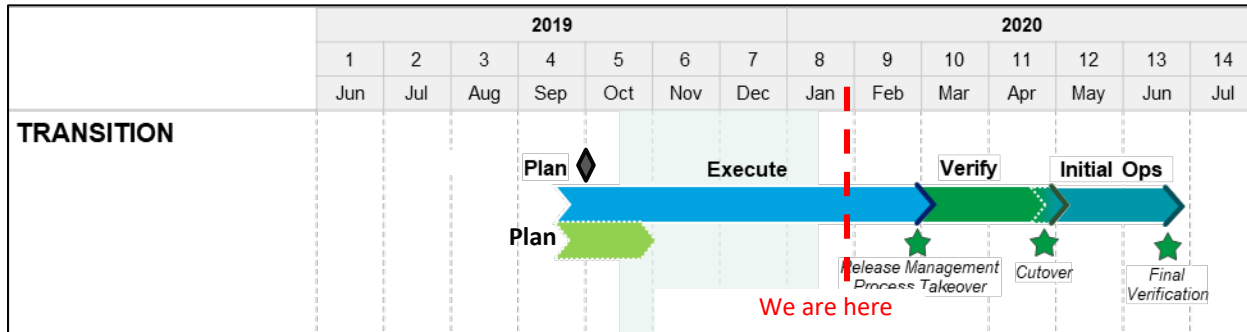 2019 2020
1 2 3 4 5 6 7 8 9 10 11 12 13 14
Jun Jul Aug Sep Oct Nov Dec Jan Feb Mar Apr May Jun Jul
TRANSITION
Plan Execute Verify Initial Ops
Plan
Release Management
Process Takeover
Cutover
Final
Verification
We are here